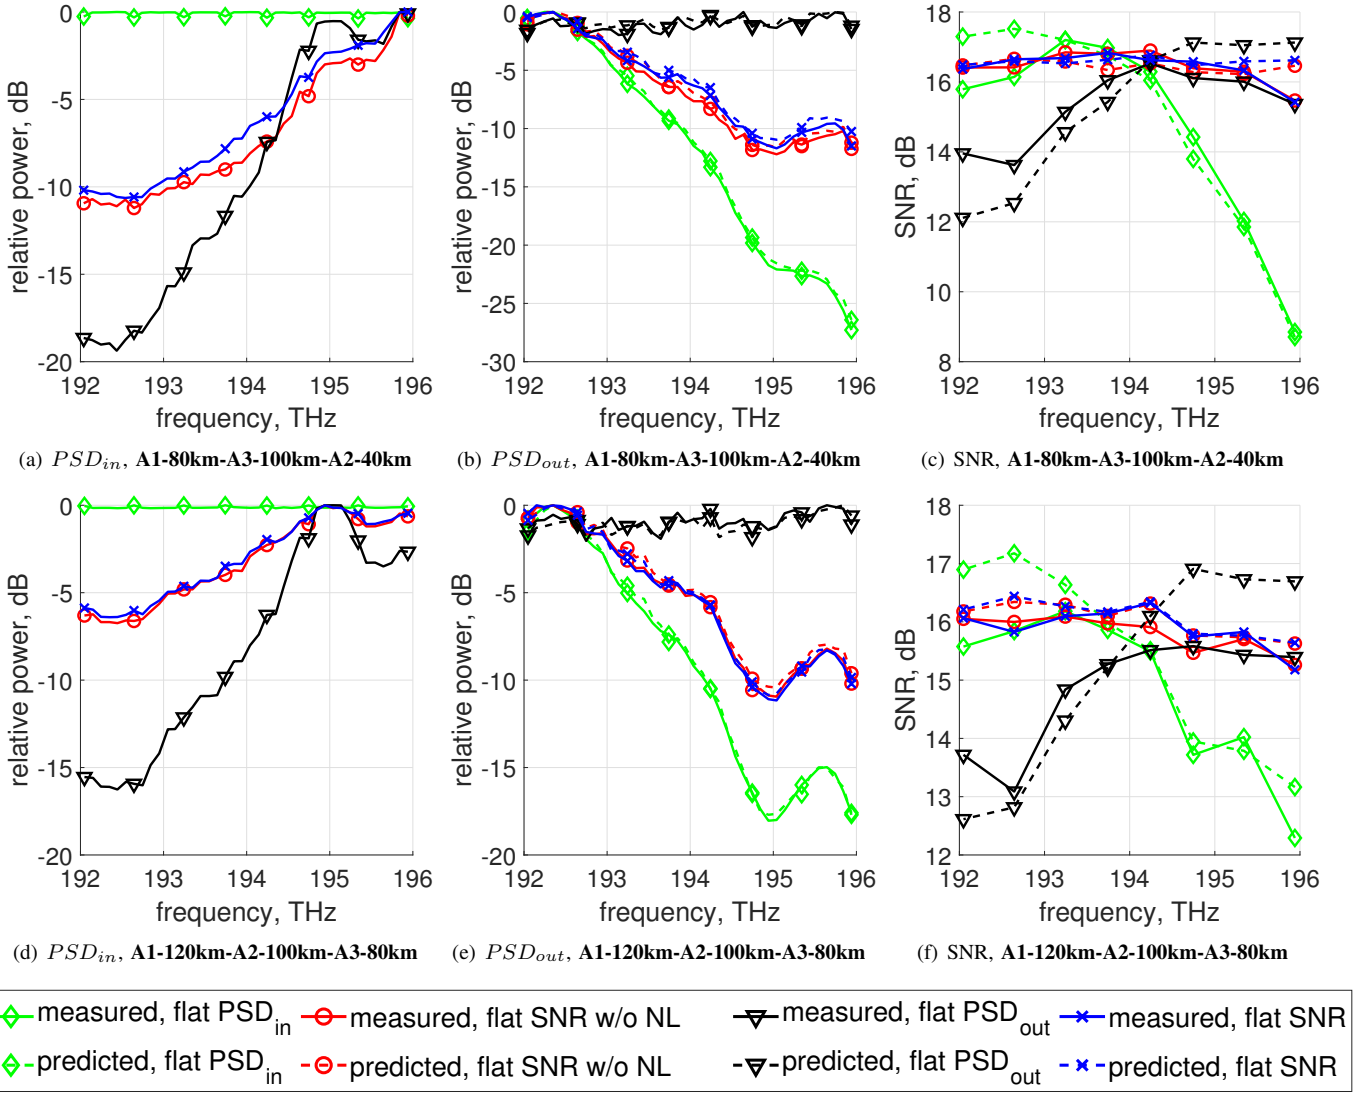 0
-5
-10
-15
-20
192
193
194
195
196
relative power, dB
frequency, THz
(a) PSD_in, A1-80km-A3-100km-A2-40km
0
-5
-10
-15
-20
-25
-30
192
193
194
195
196
relative power, dB
frequency, THz
(b) PSD_out, A1-80km-A3-100km-A2-40km
18
16
14
12
10
8
192
193
194
195
196
SNR, dB
frequency, THz
(c) SNR, A1-80km-A3-100km-A2-40km
0
-5
-10
-15
-20
192
193
194
195
196
relative power, dB
frequency, THz
(d) PSD_in, A1-120km-A2-100km-A3-80km
0
-5
-10
-15
-20
192
193
194
195
196
relative power, dB
frequency, THz
(e) PSD_out, A1-120km-A2-100km-A3-80km
18
17
16
15
14
13
12
192
193
194
195
196
SNR, dB
frequency, THz
(f) SNR, A1-120km-A2-100km-A3-80km
measured, flat PSD_in
measured, flat SNR w/o NL
measured, flat PSD_out
measured, flat SNR
predicted, flat PSD_in
predicted, flat SNR w/o NL
predicted, flat PSD_out
predicted, flat SNR